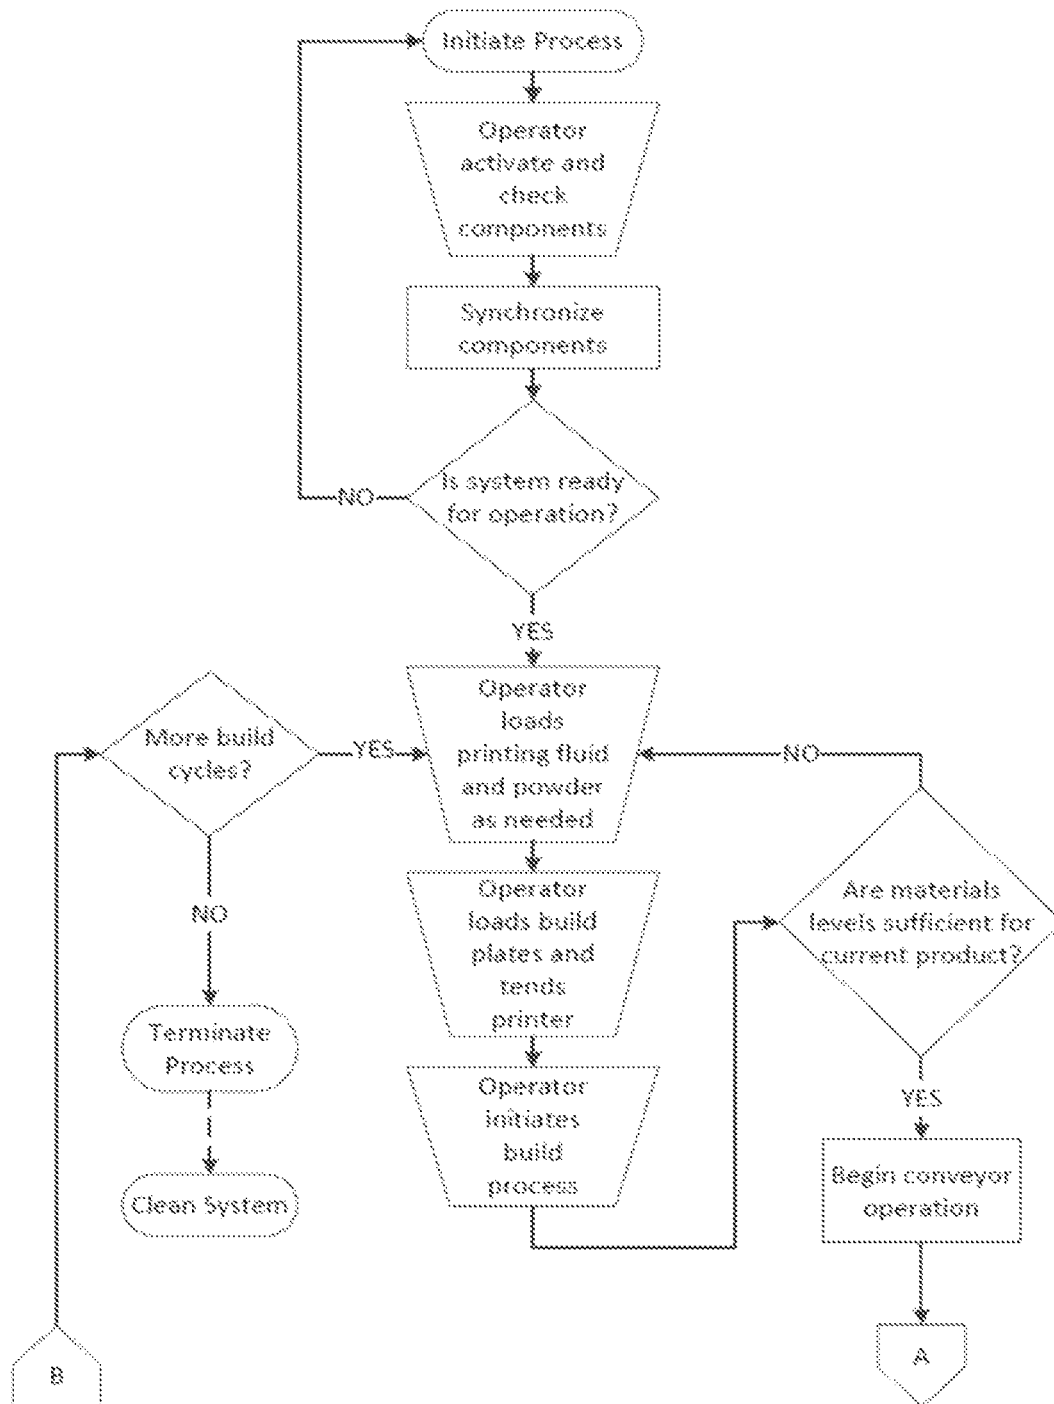 Initiate Process
Operator
activate and
check
components
Synchronize
components
Is system ready
for operation?
NO
YES
More build
cycles?
YES
Operator
loads
printing fluid
and powder
as needed
NO
Are materials
levels sufficient for
current product?
NO
Operator
loads build
plates and
tends
printer
Terminate
Process
Operator
initiates
build
process
YES
Clean System
Begin conveyor
operation
B
A